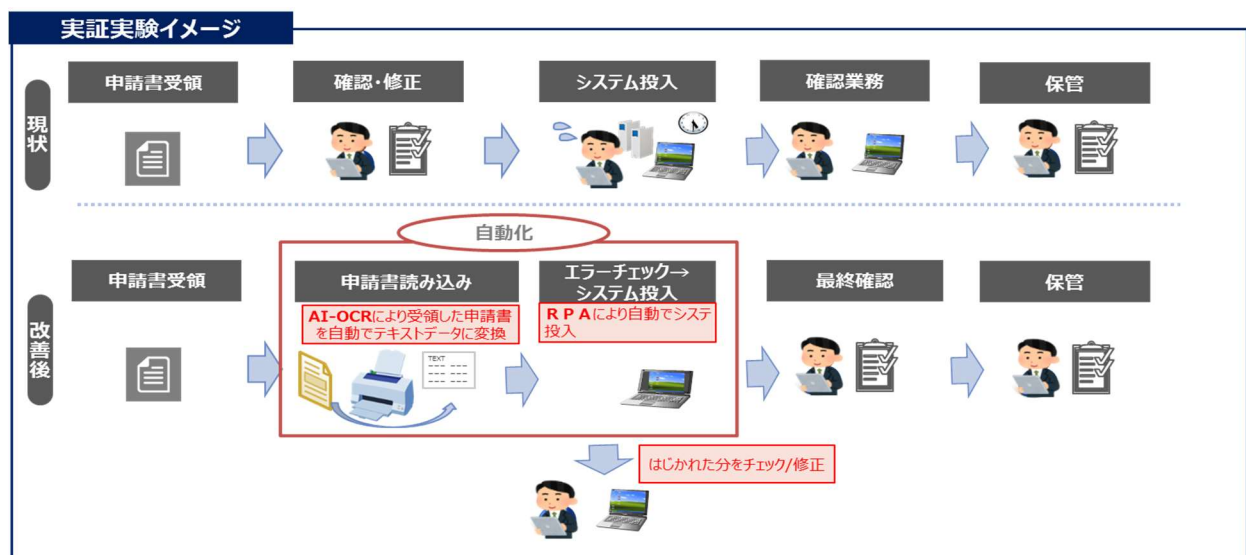 実証実験イメージ
現状
申請書受領
確認・修正
システム投入
確認業務
保管
自動化
改善後
申請書受領
申請書読み込み
エラーチェック→
システム投入
最終確認
保管
AI-OCRにより受領した申請書
を自動でテキストデータに変換
ＲＰＡにより自動でシステ
投入
TEXT
はじかれた分をチェック/修正